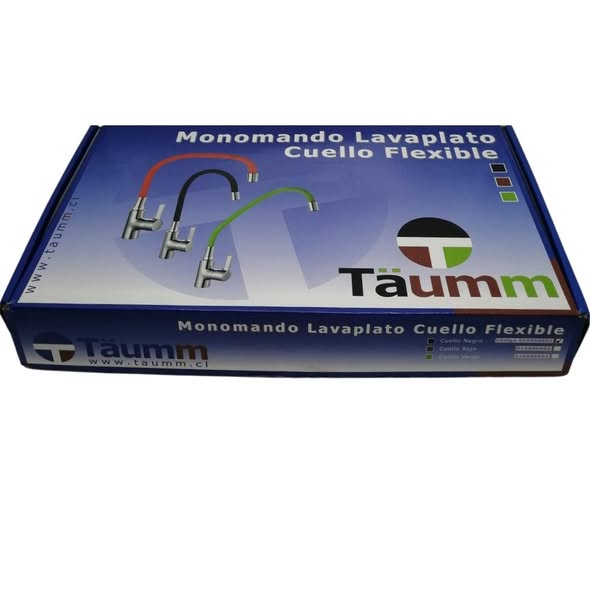 Monomando Lavaplato
Cuello Flexible
www.taumm.cl
Täumm
Monomando Lavaplato Cuello Flexible
Täumm
www.taumm.cl
Cuello Negro
Cuello Rojo
Cuello Verde